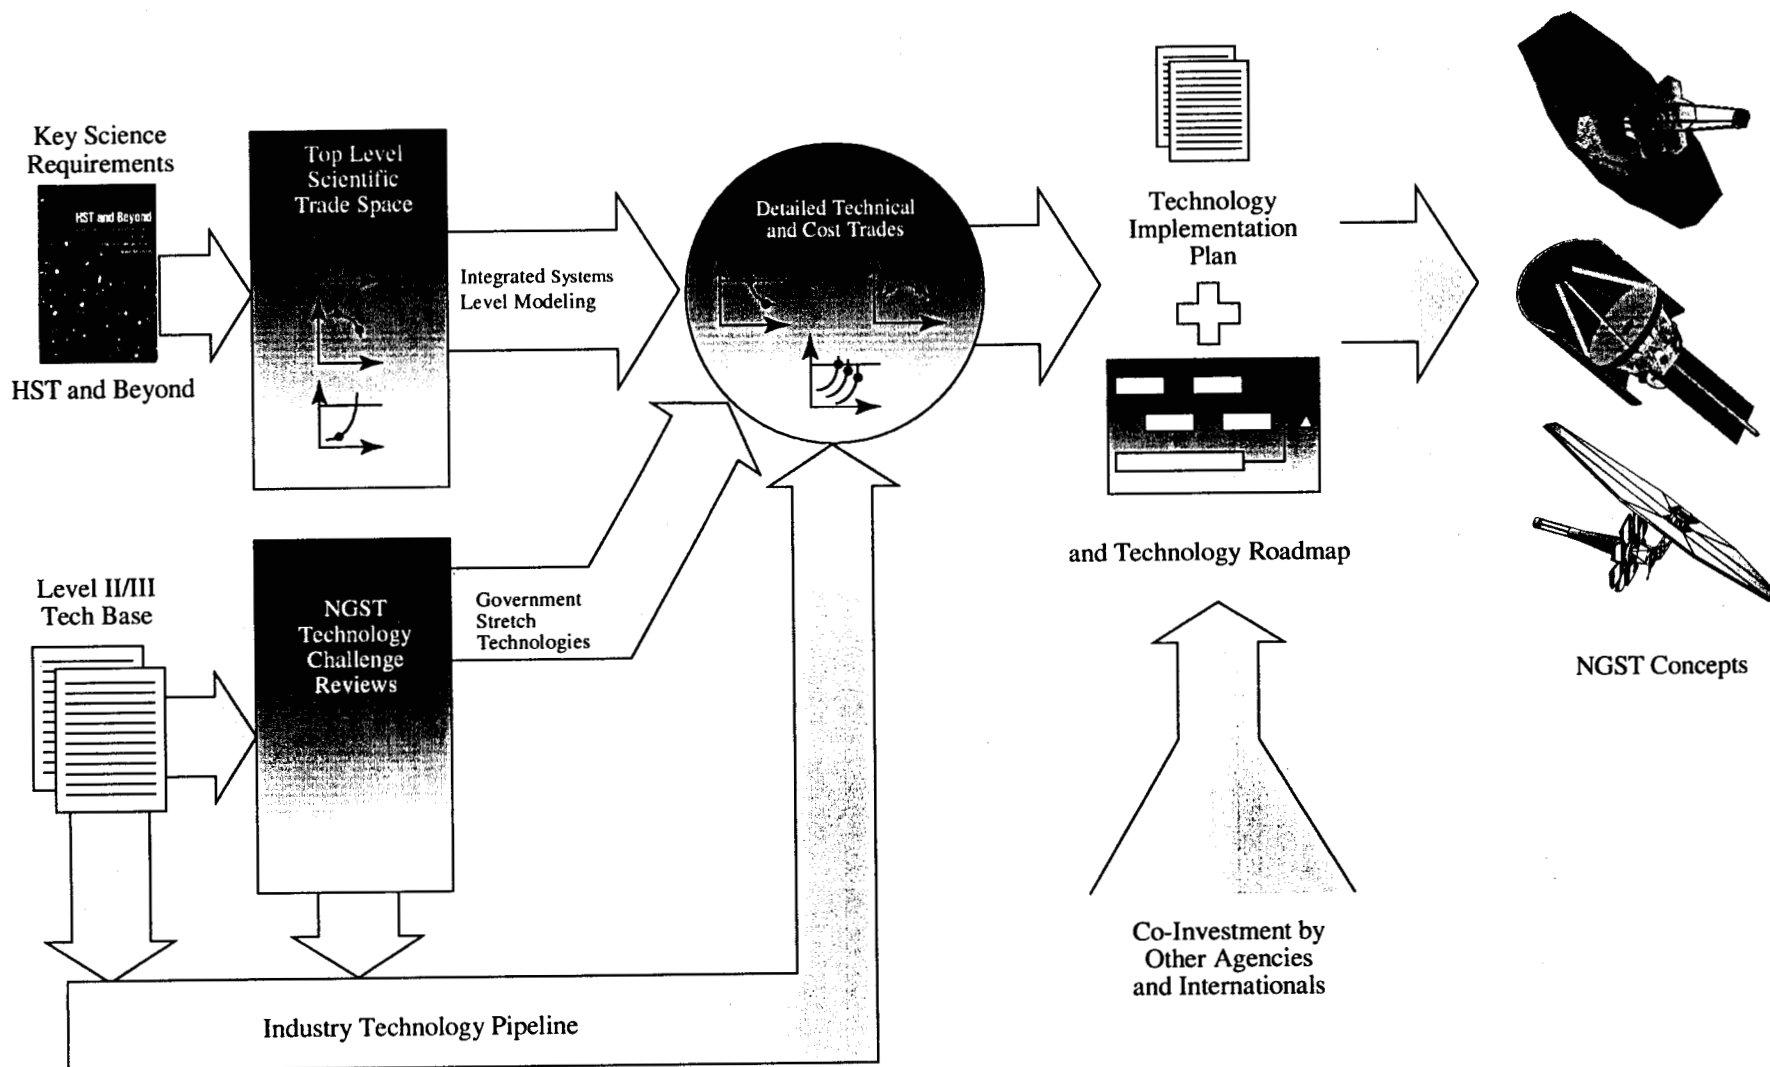 Key Science
Requirements
HST and Beyond
HST and Beyond
Top Level
Scientific
Trade Space
Integrated Systems
Level Modeling
Detailed Technical
and Cost Trades
Technology
Implementation
Plan
and Technology Roadmap
NGST Concepts
Level II/III
Tech Base
NGST
Technology
Challenge
Reviews
Government
Stretch
Technologies
Industry Technology Pipeline
Co-Investment by
Other Agencies
and Internationals